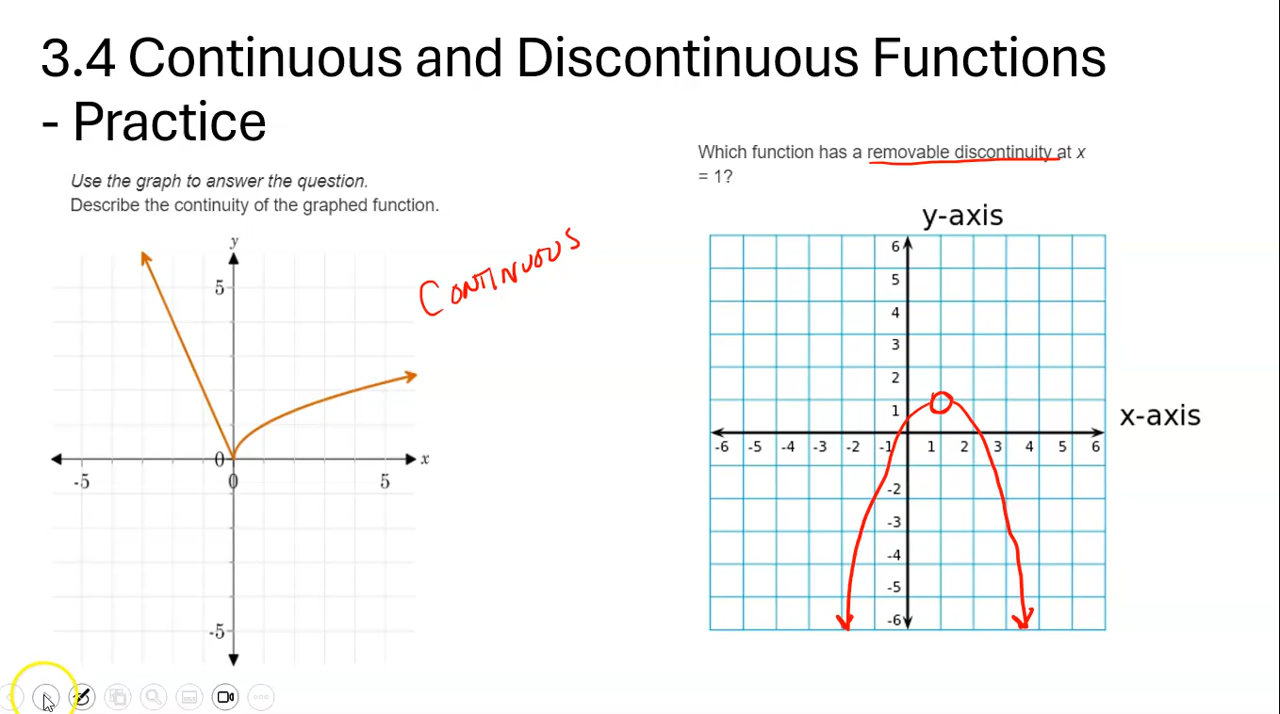 3.4 Continuous and Discontinuous Functions
- Practice
Use the graph to answer the question.
Describe the continuity of the graphed function.
y
5
CONTINUOUS
0
x
-5
0
5
-5
Which function has a removable discontinuity at x
= 1?
y-axis
6
5
4
3
2
1
x-axis
-6 -5 -4 -3 -2 -1 1 2 3 4 5 6
-2
-3
-4
-5
-6